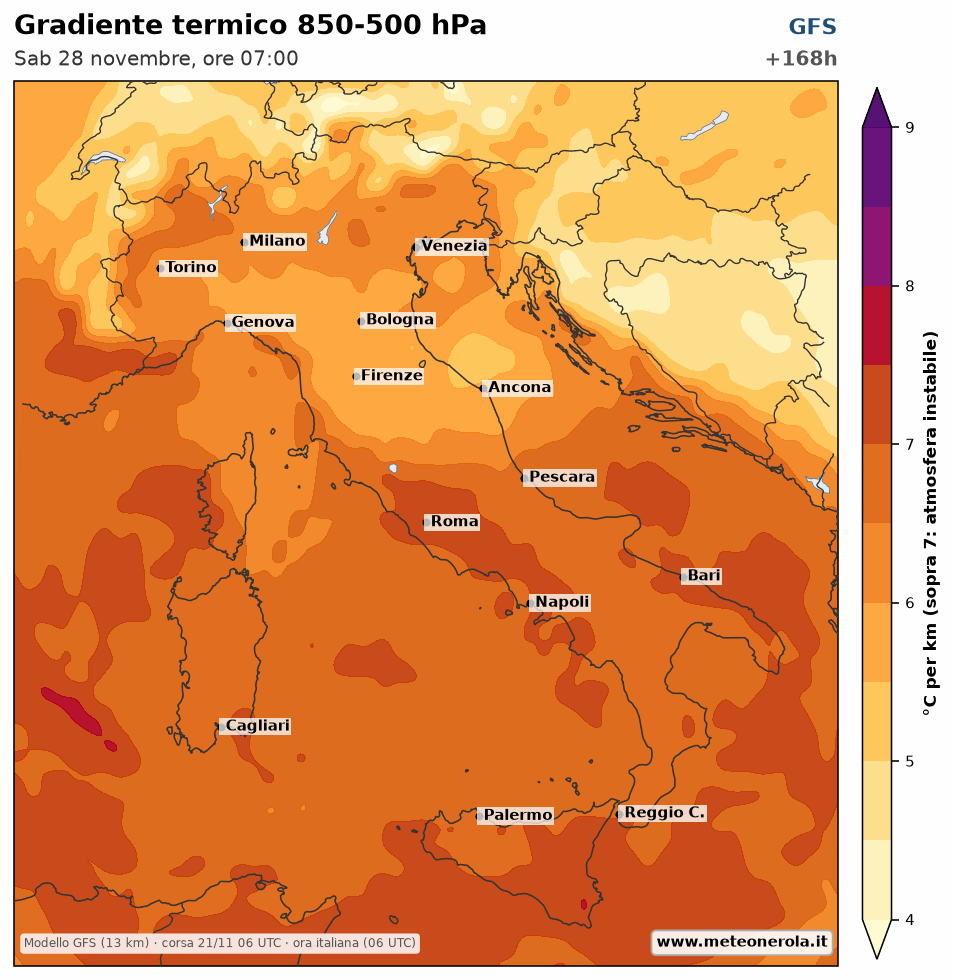 Gradiente termico 850-500 hPa
GFS
Sab 28 novembre, ore 07:00
+168h
9
8
7
6
5
4
°C per km (sopra 7: atmosfera instabile)
Milano
Venezia
Torino
Genova
Bologna
Firenze
Ancona
Pescara
Roma
Bari
Napoli
Cagliari
Palermo
Reggio C.
Modello GFS (13 km) · corsa 21/11 06 UTC · ora italiana (06 UTC)
www.meteonerola.it